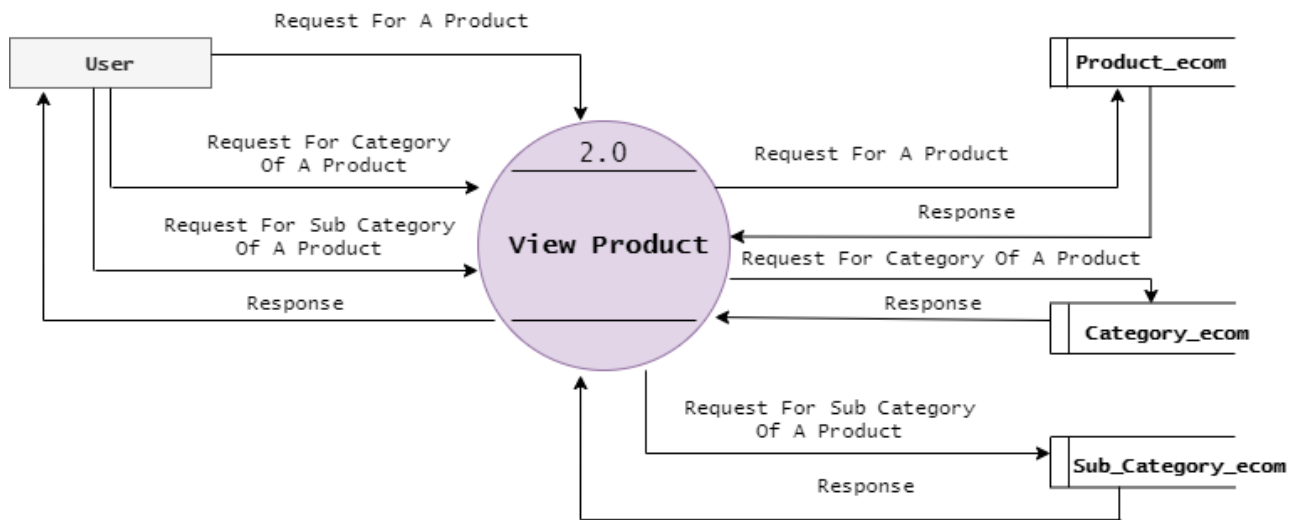 Request For A Product
User
Product_ecom
Request For Category
Of A Product
2.0
Request For A Product
Request For Sub Category
Of A Product
Response
View Product
Request For Category Of A Product
Response
Response
Category_ecom
Request For Sub Category
Of A Product
Sub_Category_ecom
Response